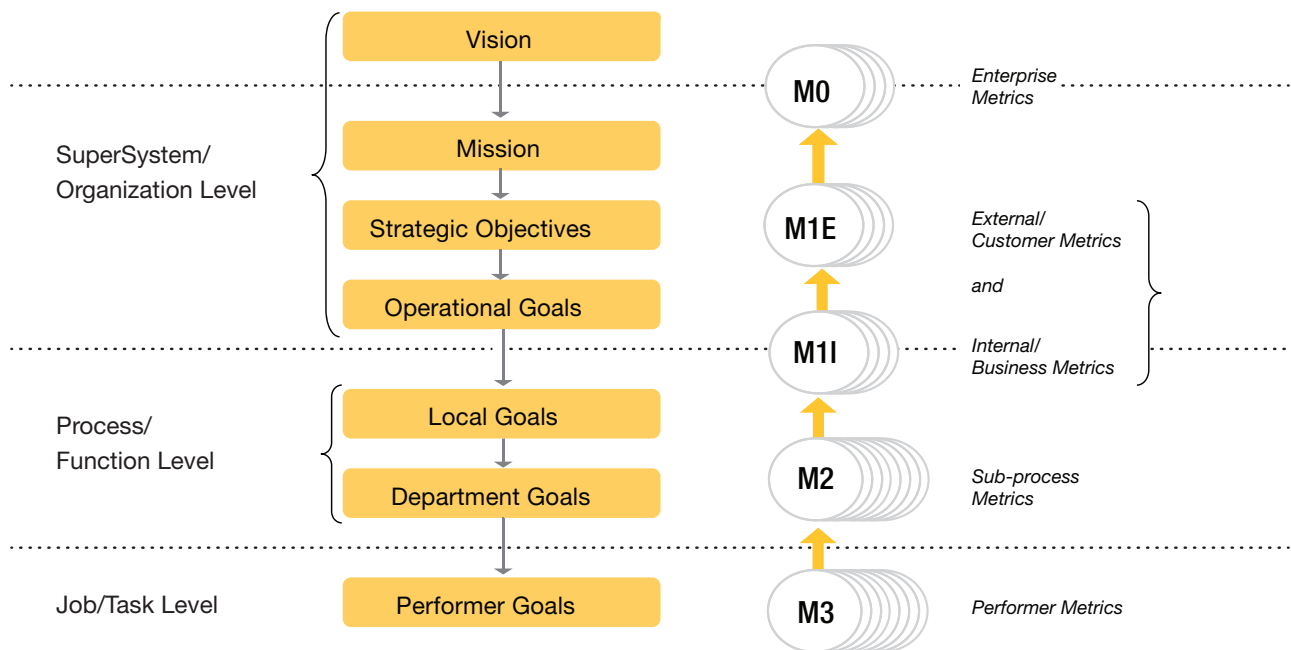 Vision
M0
Enterprise
Metrics
SuperSystem/
Organization Level
Mission
Strategic Objectives
M1E
External/
Customer Metrics
and
Operational Goals
M1I
Internal/
Business Metrics
Process/
Function Level
Local Goals
Department Goals
M2
Sub-process
Metrics
Job/Task Level
Performer Goals
M3
Performer Metrics